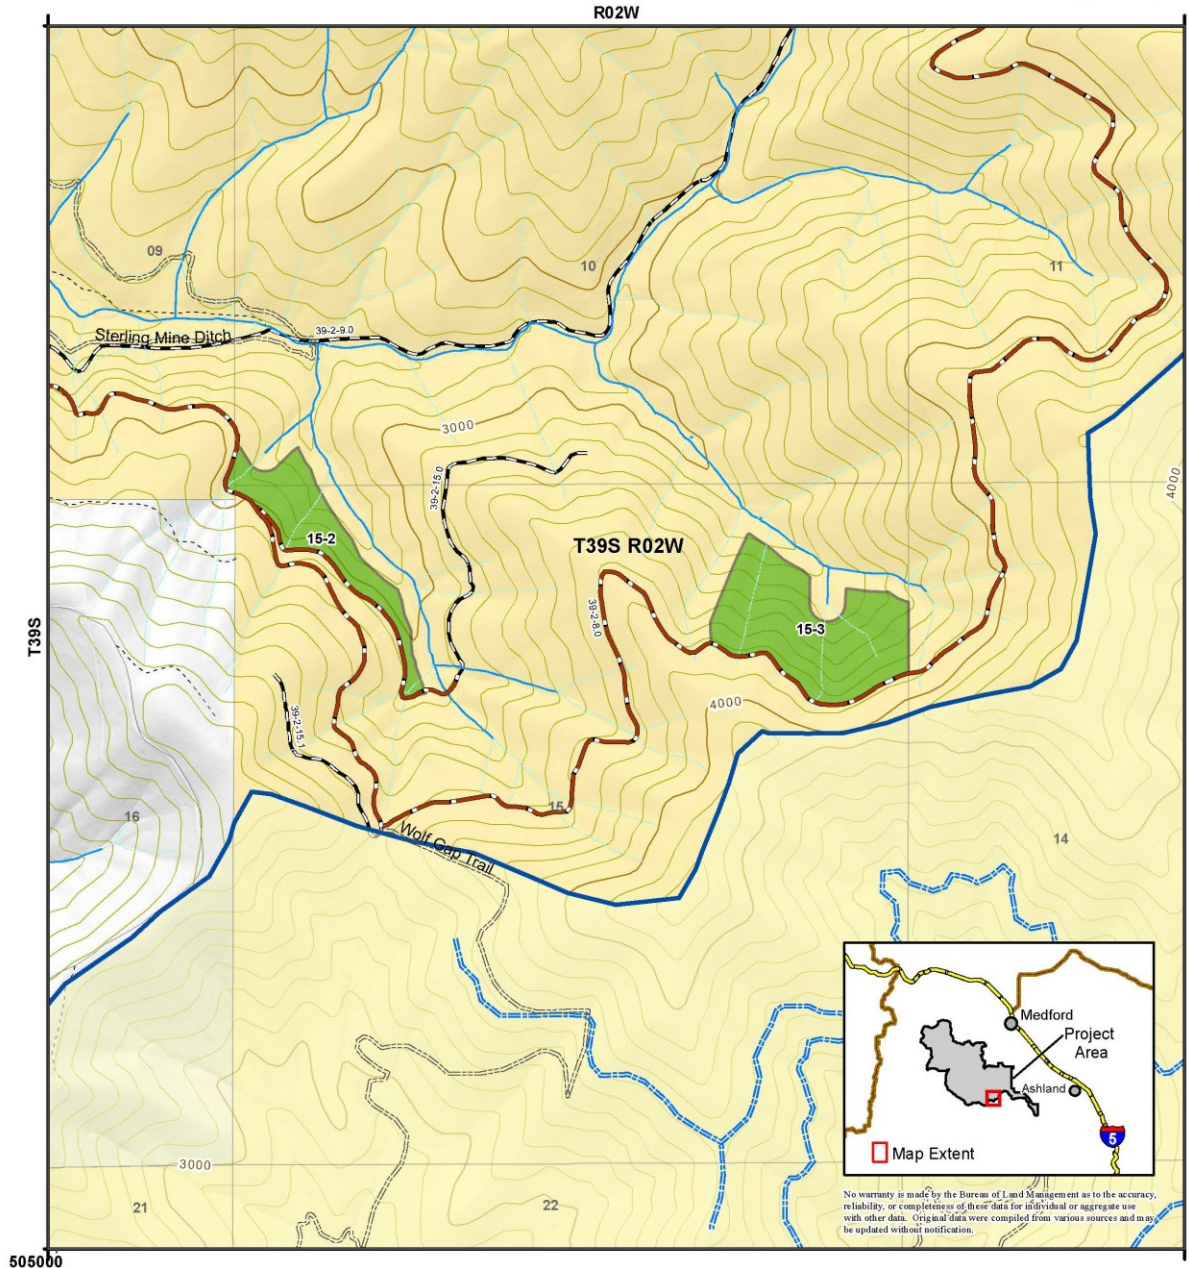 R02W
09
10
11
Sterling Mine Ditch
39-2-9.0
3000
39-2-15.0
4000
15-2
T39S R02W
39-2-8.0
15-3
T39S
4000
39-2-15.1
16
15
Wolf Gap Trail
14
Medford
Project
Area
Ashland
5
Map Extent
3000
21
22
No warranty is made by the Bureau of Land Management as to the accuracy,
reliability, or completeness of these data for individual or aggregate use
with other data. Original data were compiled from various sources and may
be updated without notification.
505000